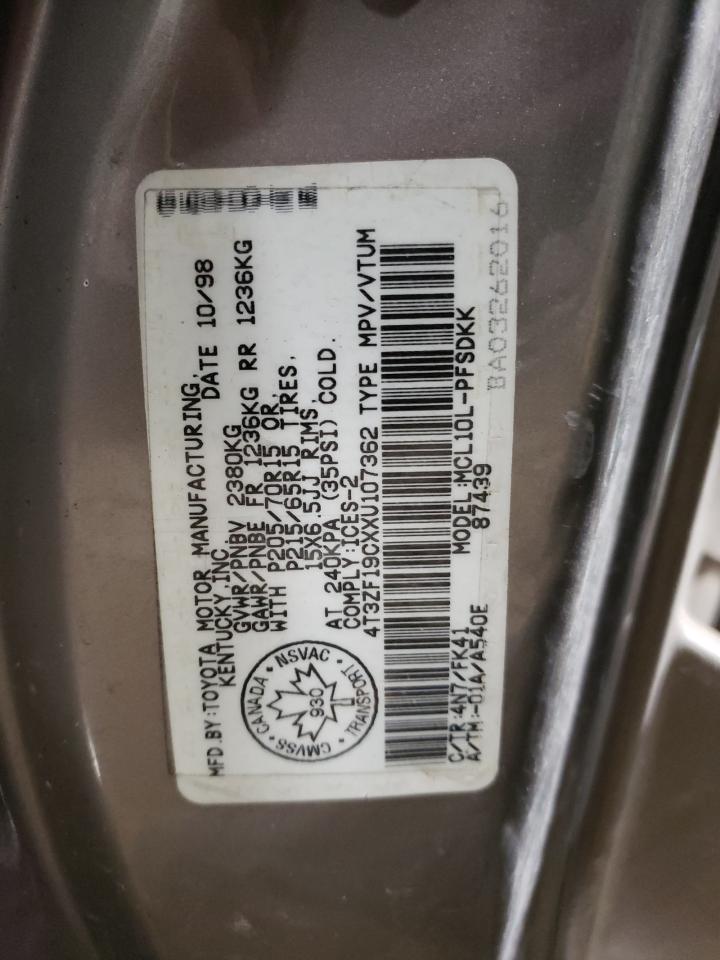 MFD.BY:TOYOTA MOTOR MANUFACTURING,
KENTUCKY,INC. DATE 10/98
GVWR/PNBV 2380KG
GAWR/PNBE FR 1236KG RR 1236KG
WITH P205/70R15 OR,
P215/65R15 TIRES,
15X6.5JJ RIMS,
AT 240KPA (35PSI) COLD.
COMPLY:ICES-2
4T3ZF19CXXU107362 TYPE MPV/VTUM
CANADA · NSVAC · TRANSPORT · CMVSS ·
930
C/TR:4N7/FK41 MODEL:MCL10L-PFSDKK
A/TM:-01A/A540E 87439
BA03262016